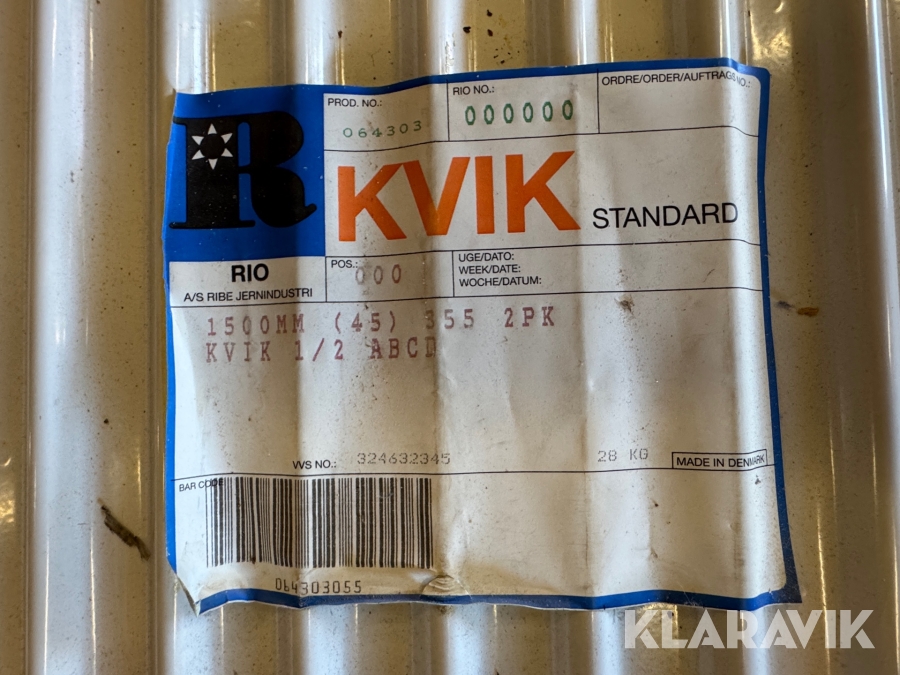 R
PROD. NO.:
064303
RIO NO.:
000000
ORDRE/ORDER/AUFTRAGS NO.:
KVIK STANDARD
RIO
A/S RIBE JERNINDUSTRI
POS.:
000
UGE/DATO:
WEEK/DATE:
WOCHE/DATUM:
1500MM (45) 355 2PK
KVIK 1/2 ABCD
VVS NO.: 324632345 28 KG MADE IN DENMARK
BAR CODE
064303055
KLARAVIK